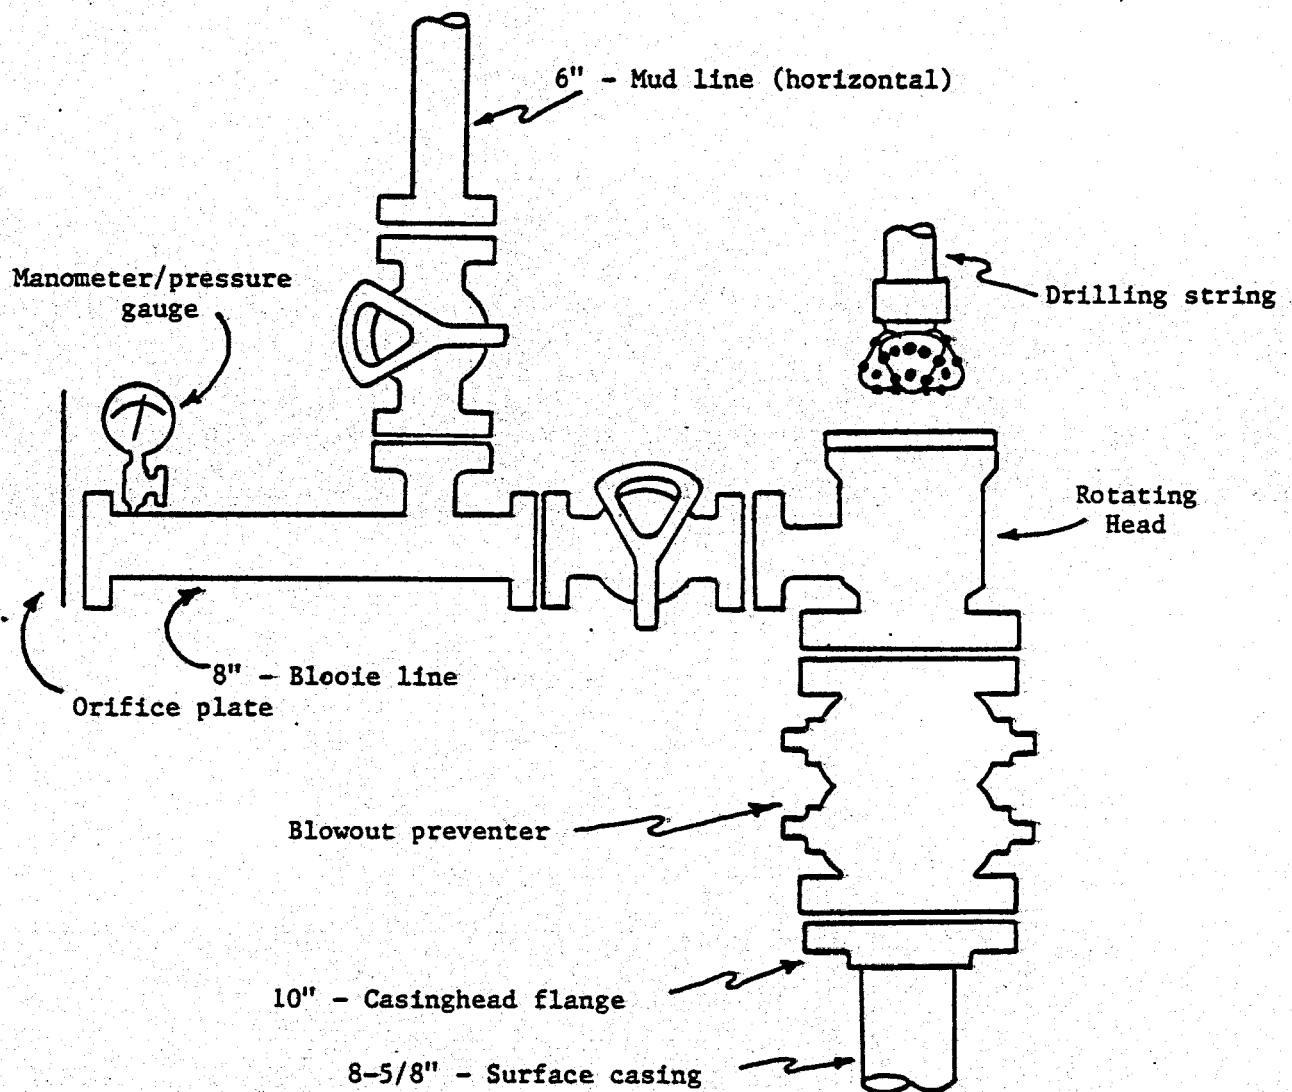 6" - Mud line (horizontal)
Manometer/pressure
gauge
Drilling string
Rotating
Head
8" - Blooie line
Orifice plate
Blowout preventer
10" - Casinghead flange
8-5/8" - Surface casing